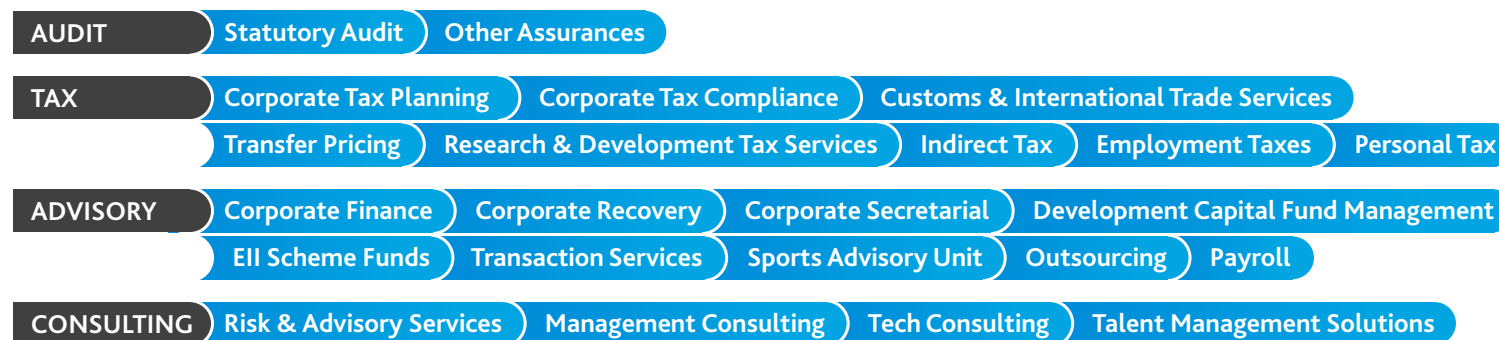 AUDIT Statutory Audit Other Assurances
TAX Corporate Tax Planning Corporate Tax Compliance Customs & International Trade Services
Transfer Pricing Research & Development Tax Services Indirect Tax Employment Taxes Personal Tax
ADVISORY Corporate Finance Corporate Recovery Corporate Secretarial Development Capital Fund Management
EII Scheme Funds Transaction Services Sports Advisory Unit Outsourcing Payroll
CONSULTING Risk & Advisory Services Management Consulting Tech Consulting Talent Management Solutions